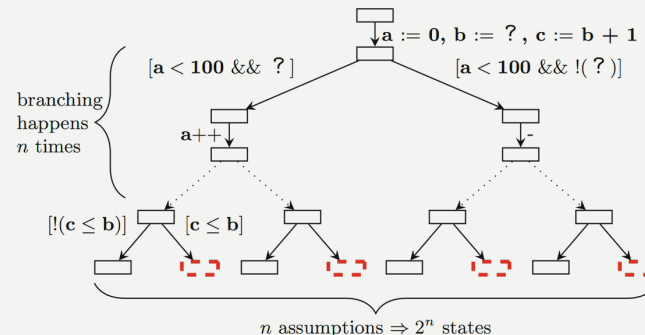 a := 0, b := ?, c := b + 1
[a < 100 && ?]
[a < 100 && !(?)]
branching
happens
n times
a++
-
[!(c ≤ b)]
[c ≤ b]
n assumptions ⇒ 2ⁿ states